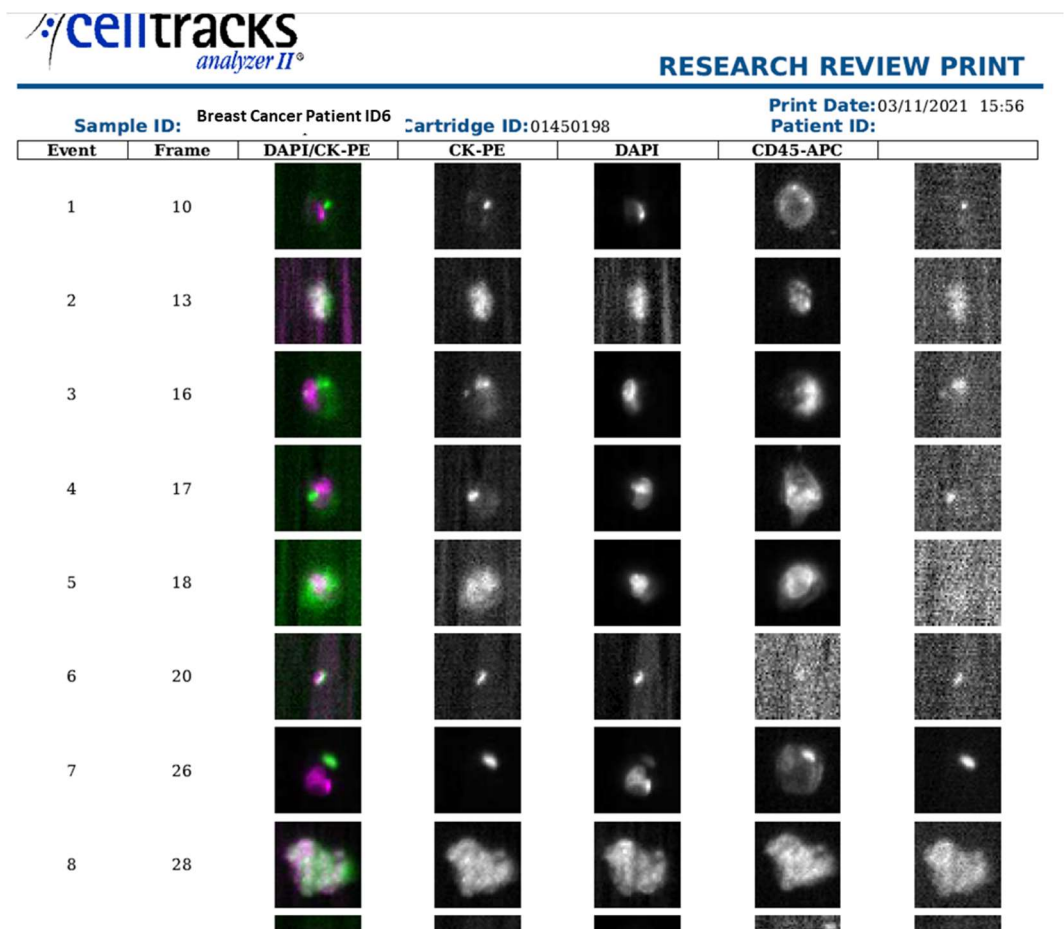 celltracks
analyzer II®
RESEARCH REVIEW PRINT
Print Date: 03/11/2021 15:56
Sample ID: Breast Cancer Patient ID6 Cartridge ID: 01450198 Patient ID:
Event Frame DAPI/CK-PE CK-PE DAPI CD45-APC
1 10
2 13
3 16
4 17
5 18
6 20
7 26
8 28